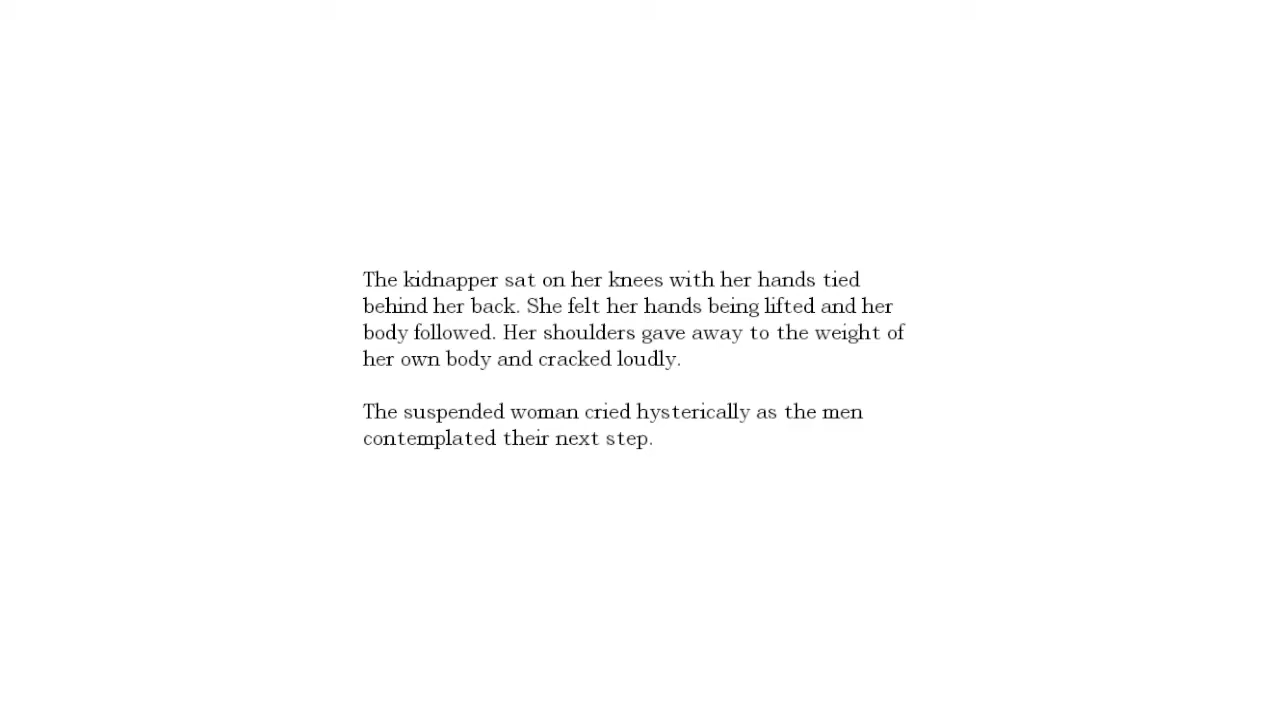 The kidnapper sat on her knees with her hands tied
behind her back. She felt her hands being lifted and her
body followed. Her shoulders gave away to the weight of
her own body and cracked loudly.
The suspended woman cried hysterically as the men
contemplated their next step.